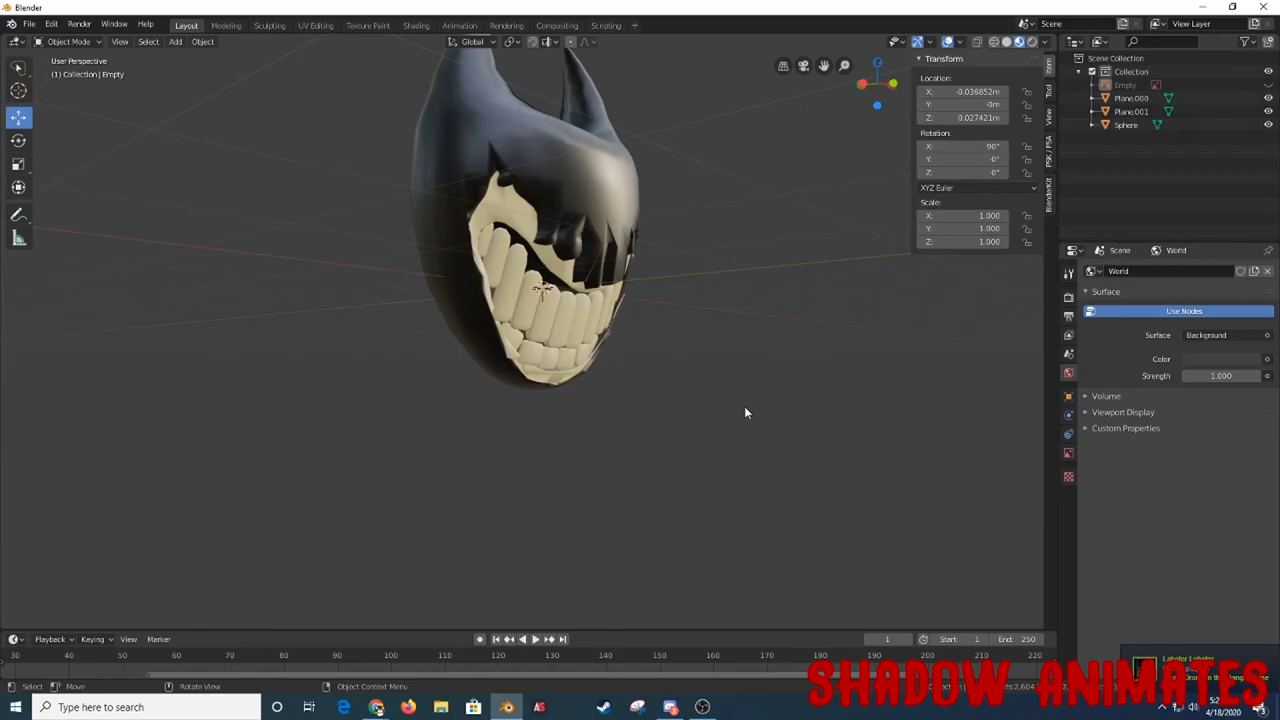 Blender
File Edit Render Window Help Layout Modeling Sculpting UV Editing Texture Paint Shading Animation Rendering Compositing Scripting + Scene View Layer
Object Mode View Select Add Object Global
User Perspective
(1) Collection | Empty
Transform
Location:
X: -0.036852m
Y: -0m
Z: 0.027421m
Rotation:
X: 90°
Y: -0°
Z: -0°
XYZ Euler
Scale:
X: 1.000
Y: 1.000
Z: 1.000
Item
Tool
View
PSK / PSA
BlenderKit
Scene Collection
Collection
Empty
Plane.000
Plane.001
Sphere
Scene World
World
Surface
Use Nodes
Surface Background
Color
Strength 1.000
Volume
Viewport Display
Custom Properties
Playback Keying View Marker 1 Start: 1 End: 250
30 40 50 60 70 80 90 100 110 120 130 140 150 160 170 180 190 200 210 220
Select Move Rotate View Object Context Menu
SHADOW ANIMATES
Type here to search
4/18/2020